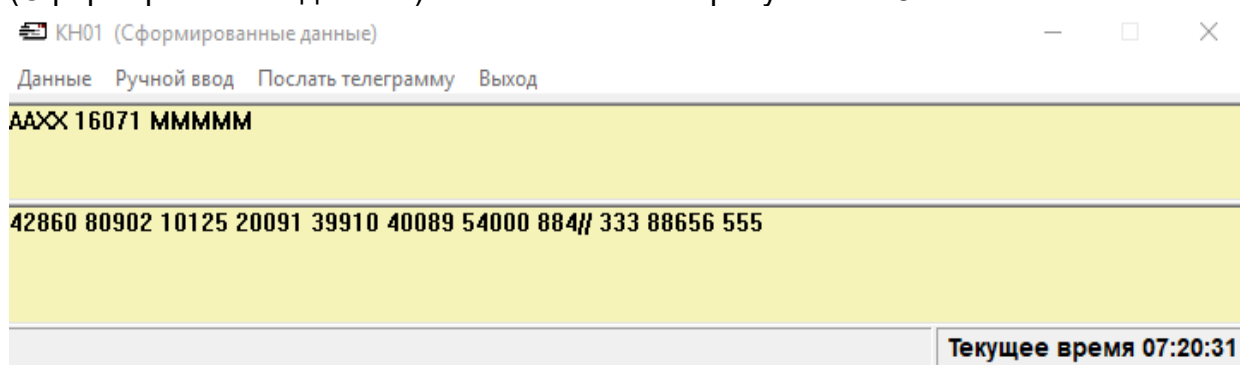 КН01 (Сформированные данные)
Данные Ручной ввод Послать телеграмму Выход
AAXX 16071 МММММ
42860 80902 10125 20091 39910 40089 54000 884// 333 88656 555
Текущее время 07:20:31